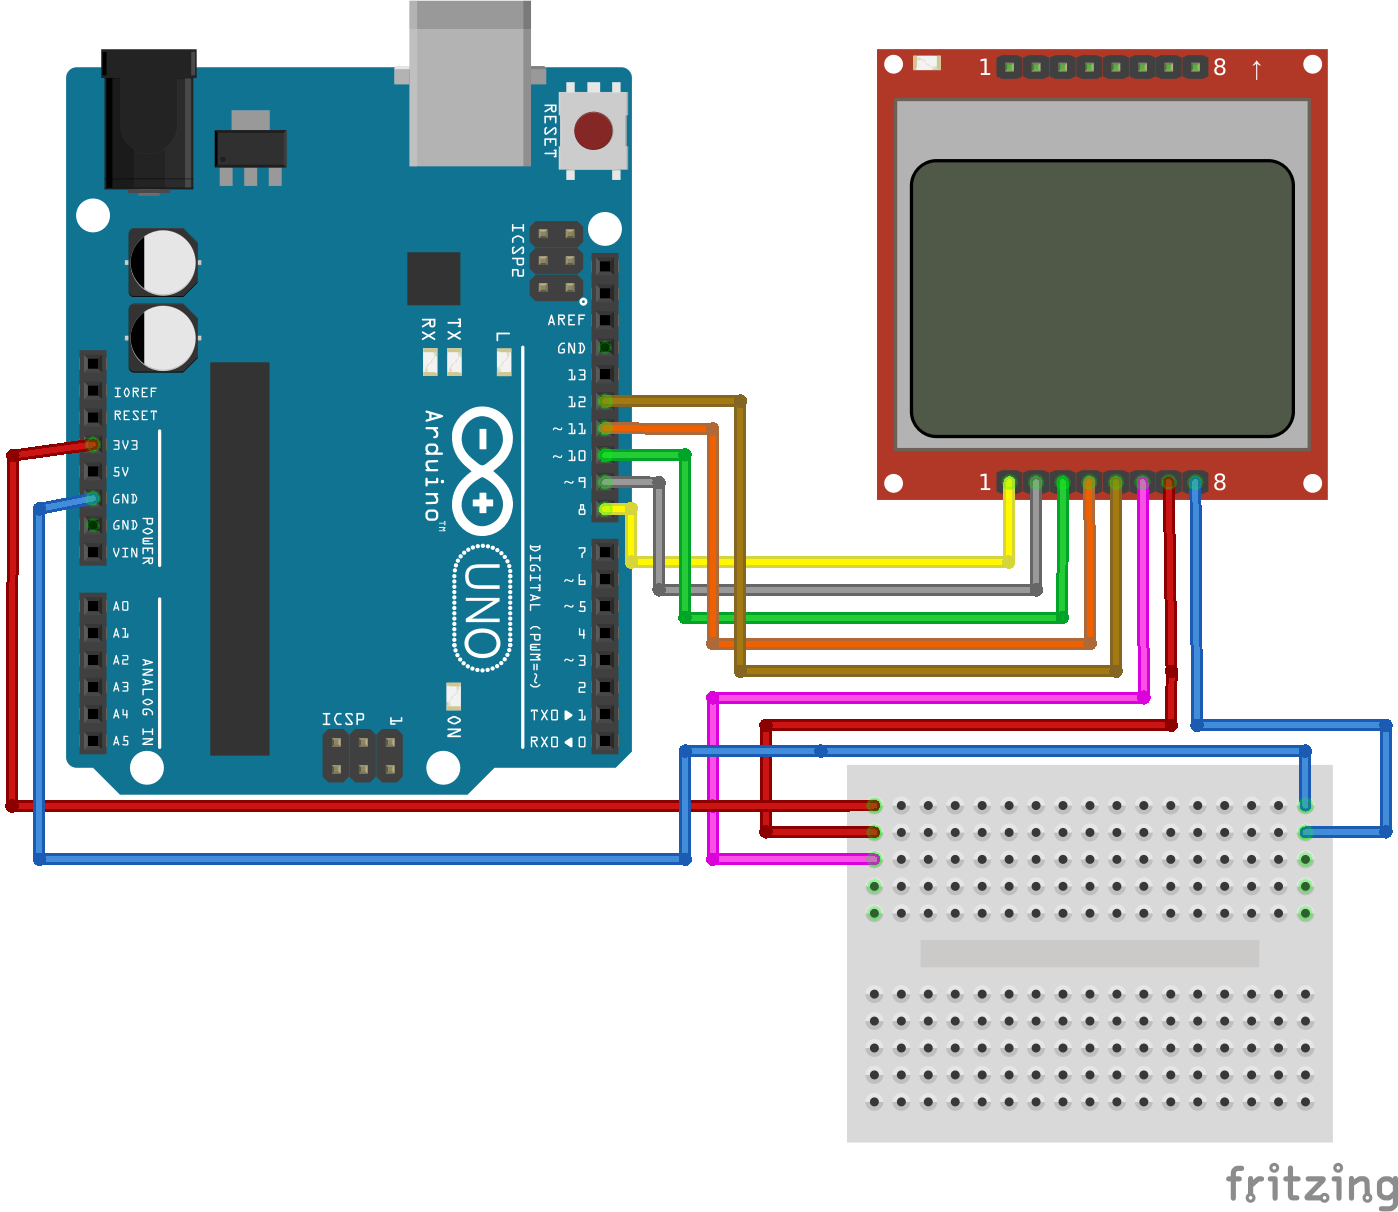 RESET
ICSP2
RX
TX
L
AREF
GND
13
12
~11
~10
~9
8
IOREF
RESET
3V3
5V
GND
GND
VIN
POWER
Arduino™
UNO
DIGITAL (PWM=~)
7
~6
~5
4
~3
2
TX0▶1
RX0◀0
A0
A1
A2
A3
A4
A5
ANALOG IN
ICSP
1
ON
1
8 ↑
1
8
fritzing